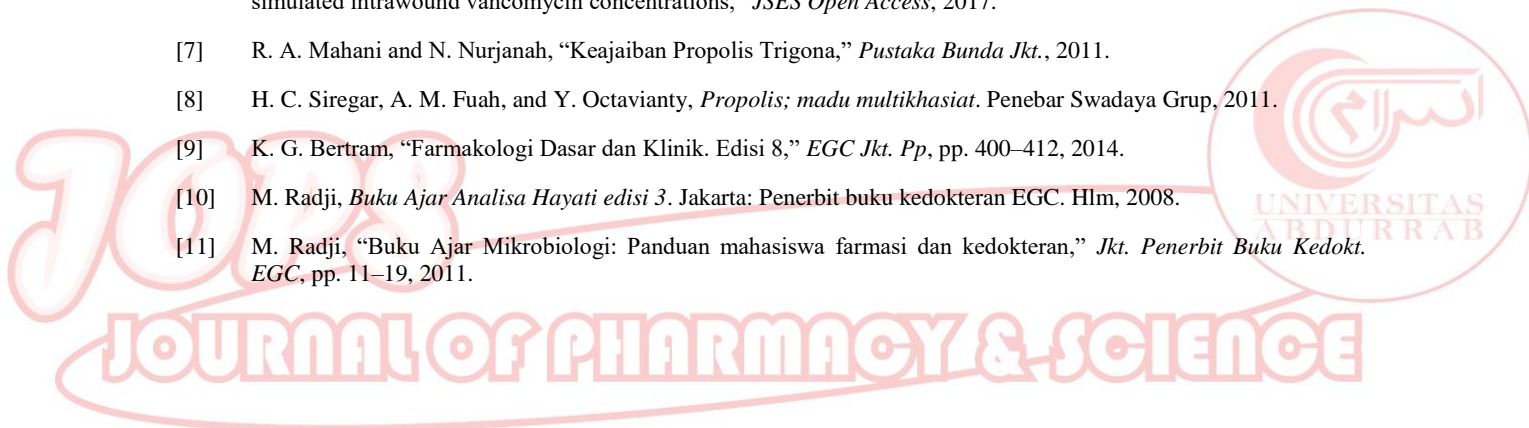 simulated intrawound vancomycin concentrations,” JSES Open Access, 2017.
[7] R. A. Mahani and N. Nurjanah, “Keajaiban Propolis Trigona,” Pustaka Bunda Jkt., 2011.
[8] H. C. Siregar, A. M. Fuah, and Y. Octavianty, Propolis; madu multikhasiat. Penebar Swadaya Grup, 2011.
[9] K. G. Bertram, “Farmakologi Dasar dan Klinik. Edisi 8,” EGC Jkt. Pp, pp. 400–412, 2014.
[10] M. Radji, Buku Ajar Analisa Hayati edisi 3. Jakarta: Penerbit buku kedokteran EGC. Hlm, 2008.
[11] M. Radji, “Buku Ajar Mikrobiologi: Panduan mahasiswa farmasi dan kedokteran,” Jkt. Penerbit Buku Kedokt.
EGC, pp. 11–19, 2011.
JOPS
JOURNAL OF PHARMACY & SCIENCE
UNIVERSITAS
ABDURRAB